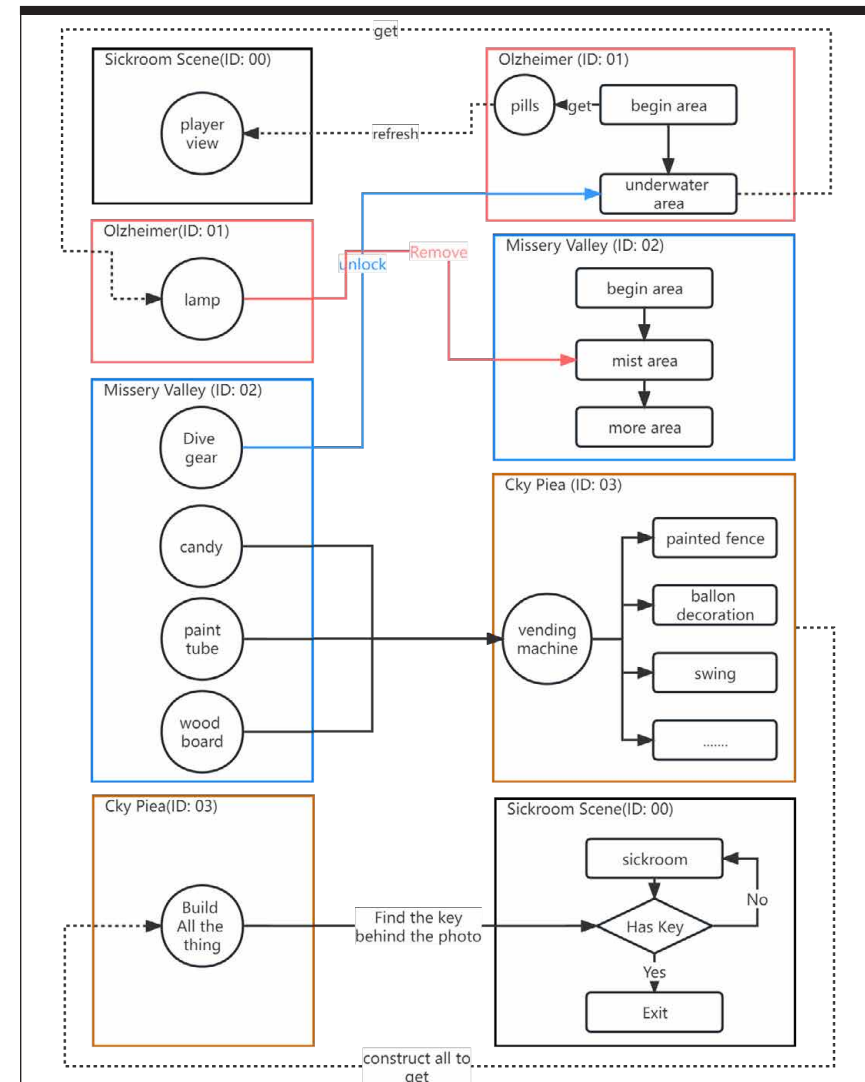 get
Sickroom Scene(ID: 00)
player
view
refresh
Olzheimer (ID: 01)
pills
get
begin area
underwater
area
Olzheimer(ID: 01)
lamp
unlock
Remove
Missery Valley (ID: 02)
begin area
mist area
more area
Missery Valley (ID: 02)
Dive
gear
candy
paint
tube
wood
board
Cky Piea (ID: 03)
vending
machine
painted fence
ballon
decoration
swing
.......
Cky Piea(ID: 03)
Build
All the
thing
Find the key
behind the photo
Sickroom Scene(ID: 00)
sickroom
No
Has Key
Yes
Exit
construct all to
get